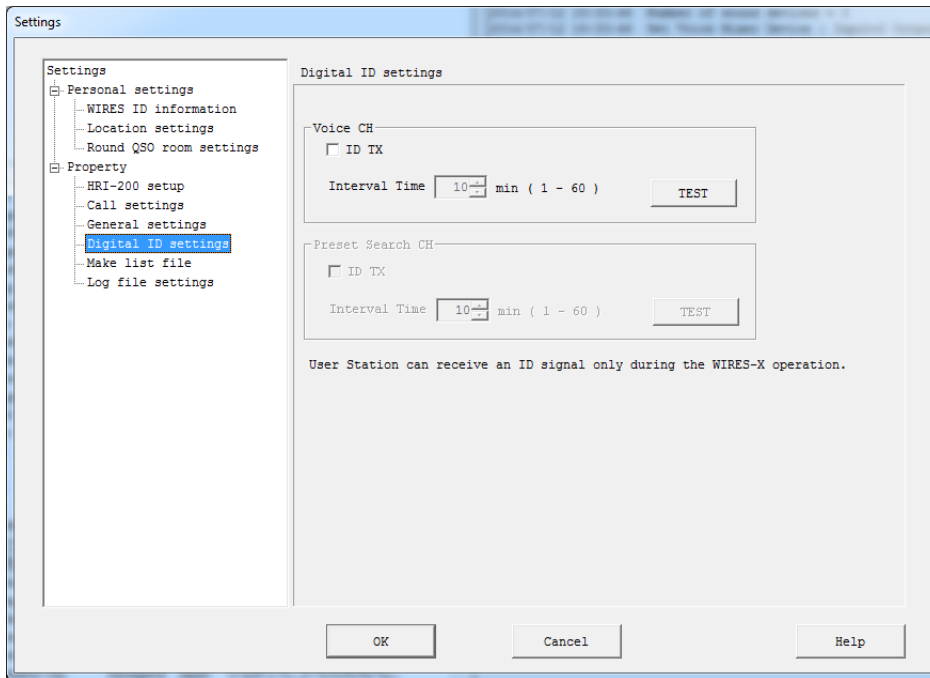 Settings
Settings
Personal settings
WIRES ID information
Location settings
Round QSO room settings
Property
HRI-200 setup
Call settings
General settings
Digital ID settings
Make list file
Log file settings
Digital ID settings
Voice CH
ID TX
Interval Time 10 min ( 1 - 60 ) TEST
Preset Search CH
ID TX
Interval Time 10 min ( 1 - 60 ) TEST
User Station can receive an ID signal only during the WIRES-X operation.
OK Cancel Help